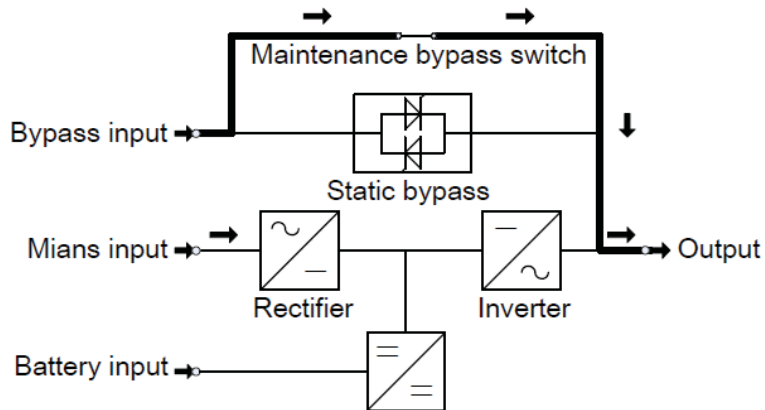 Maintenance bypass switch
Bypass input
Static bypass
Mians input
Output
Rectifier
Inverter
Battery input